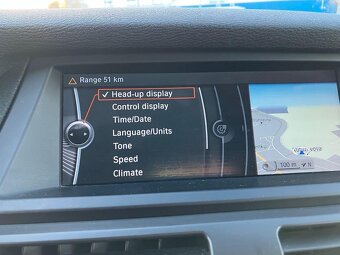 Range 51 km
Head-up display
Control display
Time/Date
Language/Units
Tone
Speed
Climate
100 m N